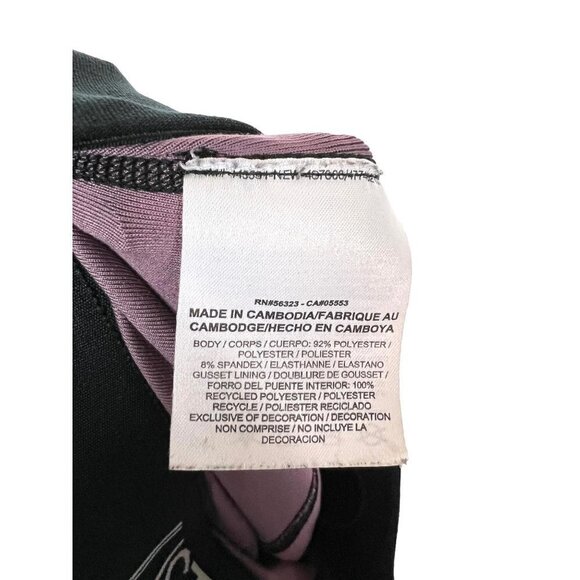 RN#56323 - CA#05553
MADE IN CAMBODIA/FABRIQUE AU
CAMBODGE/HECHO EN CAMBOYA
BODY / CORPS / CUERPO: 92% POLYESTER /
POLYESTER / POLIESTER
8% SPANDEX / ELASTHANNE / ELASTANO
GUSSET LINING / DOUBLURE DE GOUSSET /
FORRO DEL PUENTE INTERIOR: 100%
RECYCLED POLYESTER / POLYESTER
RECYCLE / POLIESTER RECICLADO
EXCLUSIVE OF DECORATION / DECORATION
NON COMPRISE / NO INCLUYE LA
DECORACION